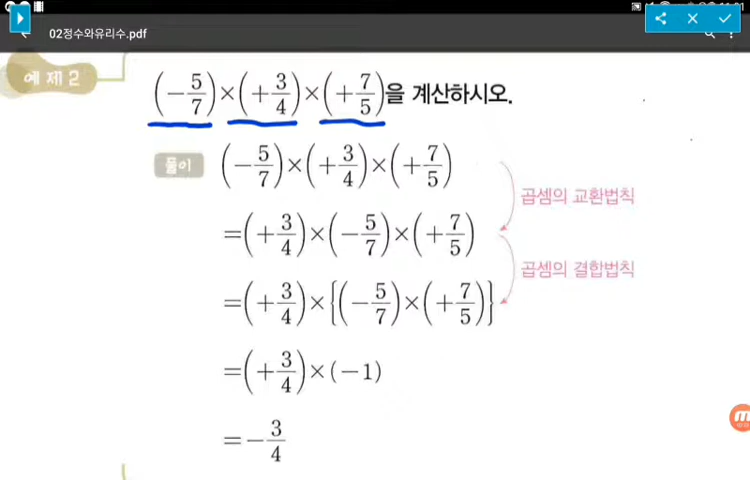 02정수와유리수.pdf
예제 2
(−5/7)×(+3/4)×(+7/5)을 계산하시오.
풀이 (−5/7)×(+3/4)×(+7/5)
곱셈의 교환법칙
=(+3/4)×(−5/7)×(+7/5)
곱셈의 결합법칙
=(+3/4)×{(−5/7)×(+7/5)}
=(+3/4)×(−1)
=−3/4